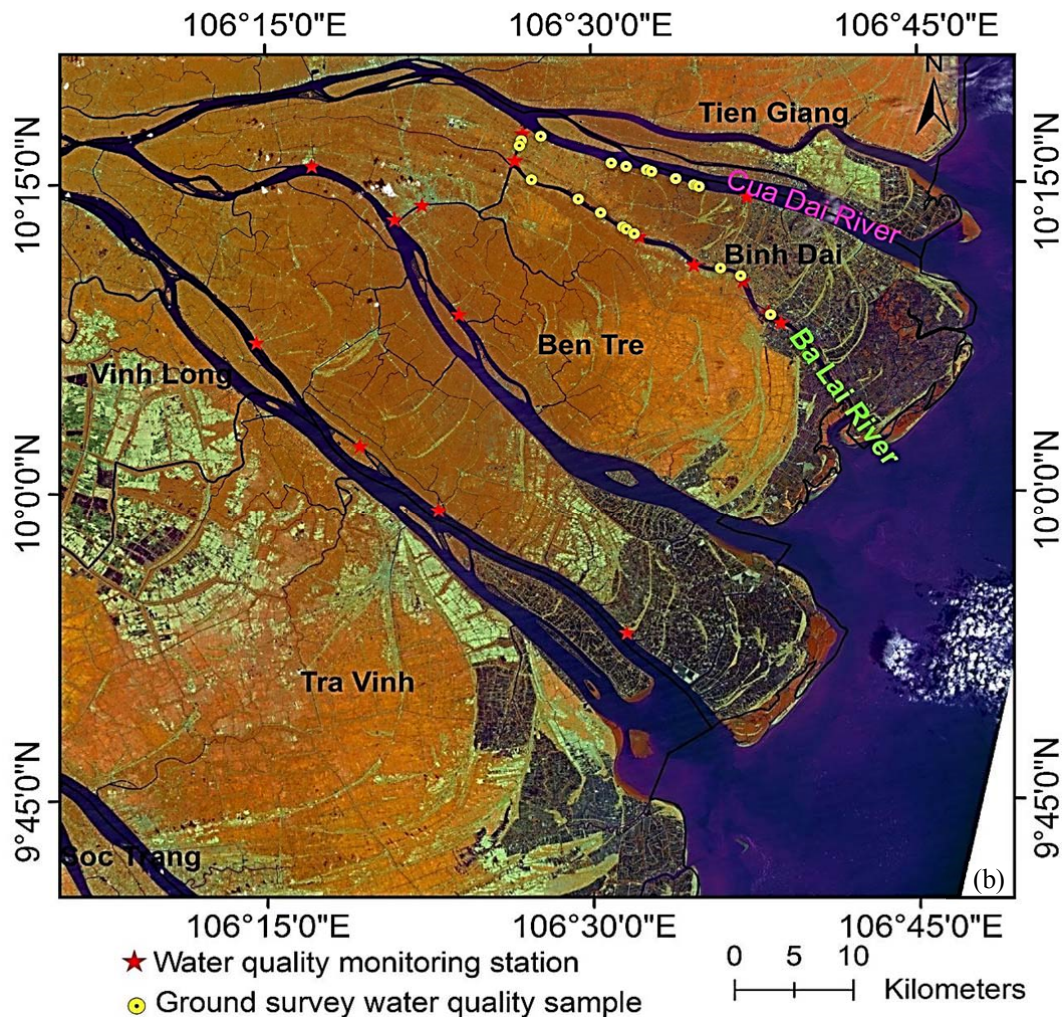 106°15'0"E 106°30'0"E 106°45'0"E
N
Tien Giang
10°15'0"N 10°15'0"N
Cua Dai River
Binh Dai
Ben Tre
Vinh Long
Ba Lai River
10°0'0"N 10°0'0"N
Tra Vinh
9°45'0"N 9°45'0"N
Soc Trang
(b)
106°15'0"E 106°30'0"E 106°45'0"E
Water quality monitoring station
0 5 10
Kilometers
Ground survey water quality sample